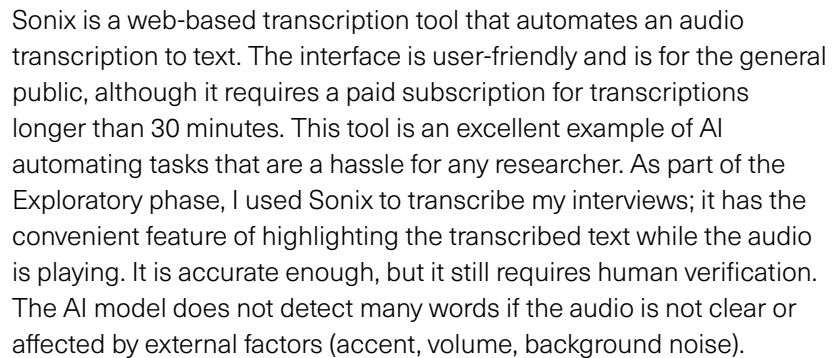 Sonix is a web-based transcription tool that automates an audio
transcription to text. The interface is user-friendly and is for the general
public, although it requires a paid subscription for transcriptions
longer than 30 minutes. This tool is an excellent example of AI
automating tasks that are a hassle for any researcher. As part of the
Exploratory phase, I used Sonix to transcribe my interviews; it has the
convenient feature of highlighting the transcribed text while the audio
is playing. It is accurate enough, but it still requires human verification.
The AI model does not detect many words if the audio is not clear or
affected by external factors (accent, volume, background noise).